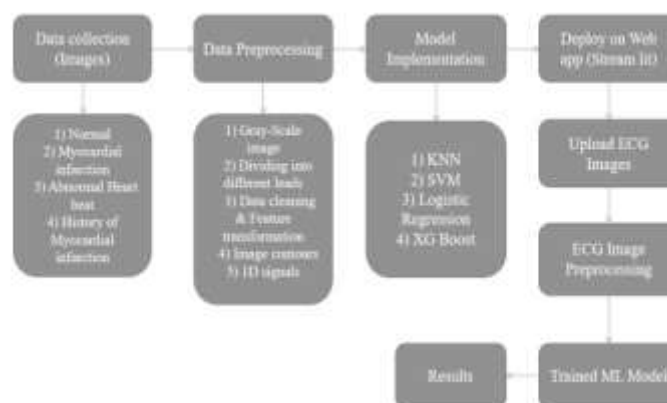 Data collection
(Images)
Data Preprocessing
Model
Implementation
Deploy on Web
app (Stream lit)
1) Normal
2) Myocardial
infarction
3) Abnormal Heart
beat
4) History of
Myocardial
infarction
1) Gray-Scale
image
2) Dividing into
different leads
3) Data cleaning
& Feature
transformation
4) Image contours
5) 1D signals
1) KNN
2) SVM
3) Logistic
Regression
4) XG Boost
Upload ECG
Images
ECG Image
Preprocessing
Results
Trained ML Model